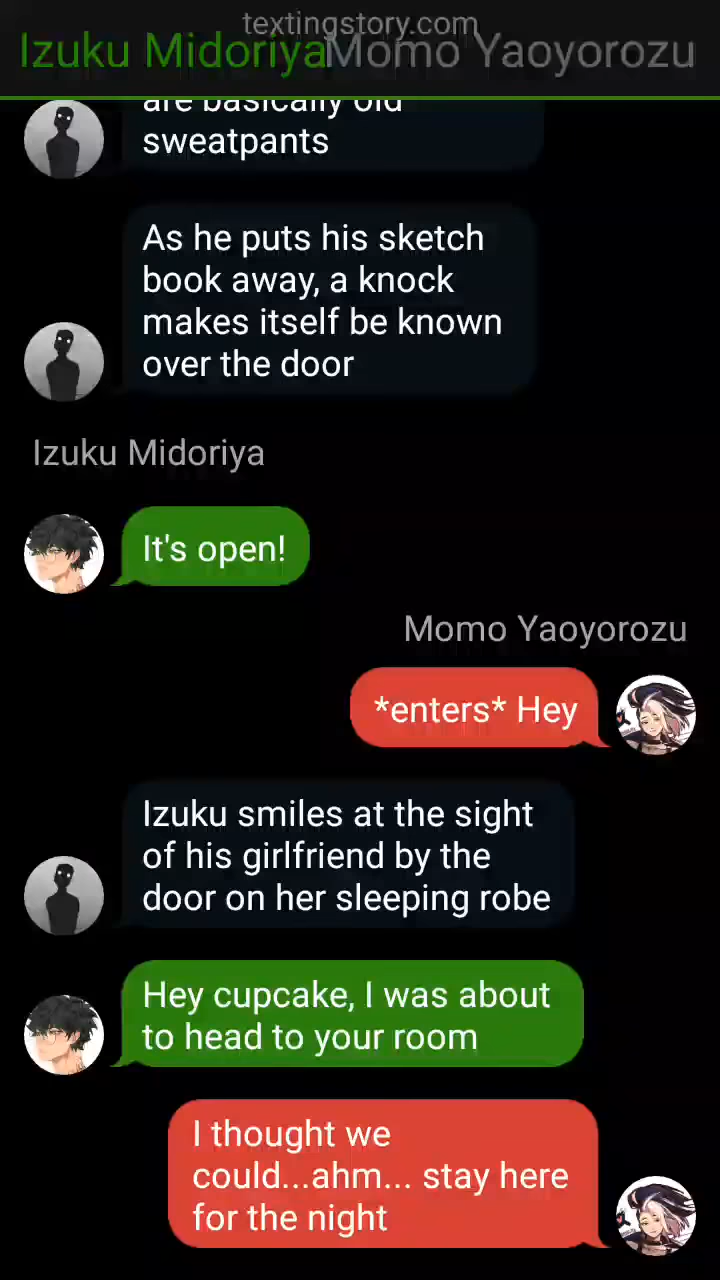 textingstory.com
Izuku Midoriya Momo Yaoyorozu
are basically old
sweatpants
As he puts his sketch
book away, a knock
makes itself be known
over the door
Izuku Midoriya
It's open!
Momo Yaoyorozu
*enters* Hey
Izuku smiles at the sight
of his girlfriend by the
door on her sleeping robe
Hey cupcake, I was about
to head to your room
I thought we
could...ahm... stay here
for the night